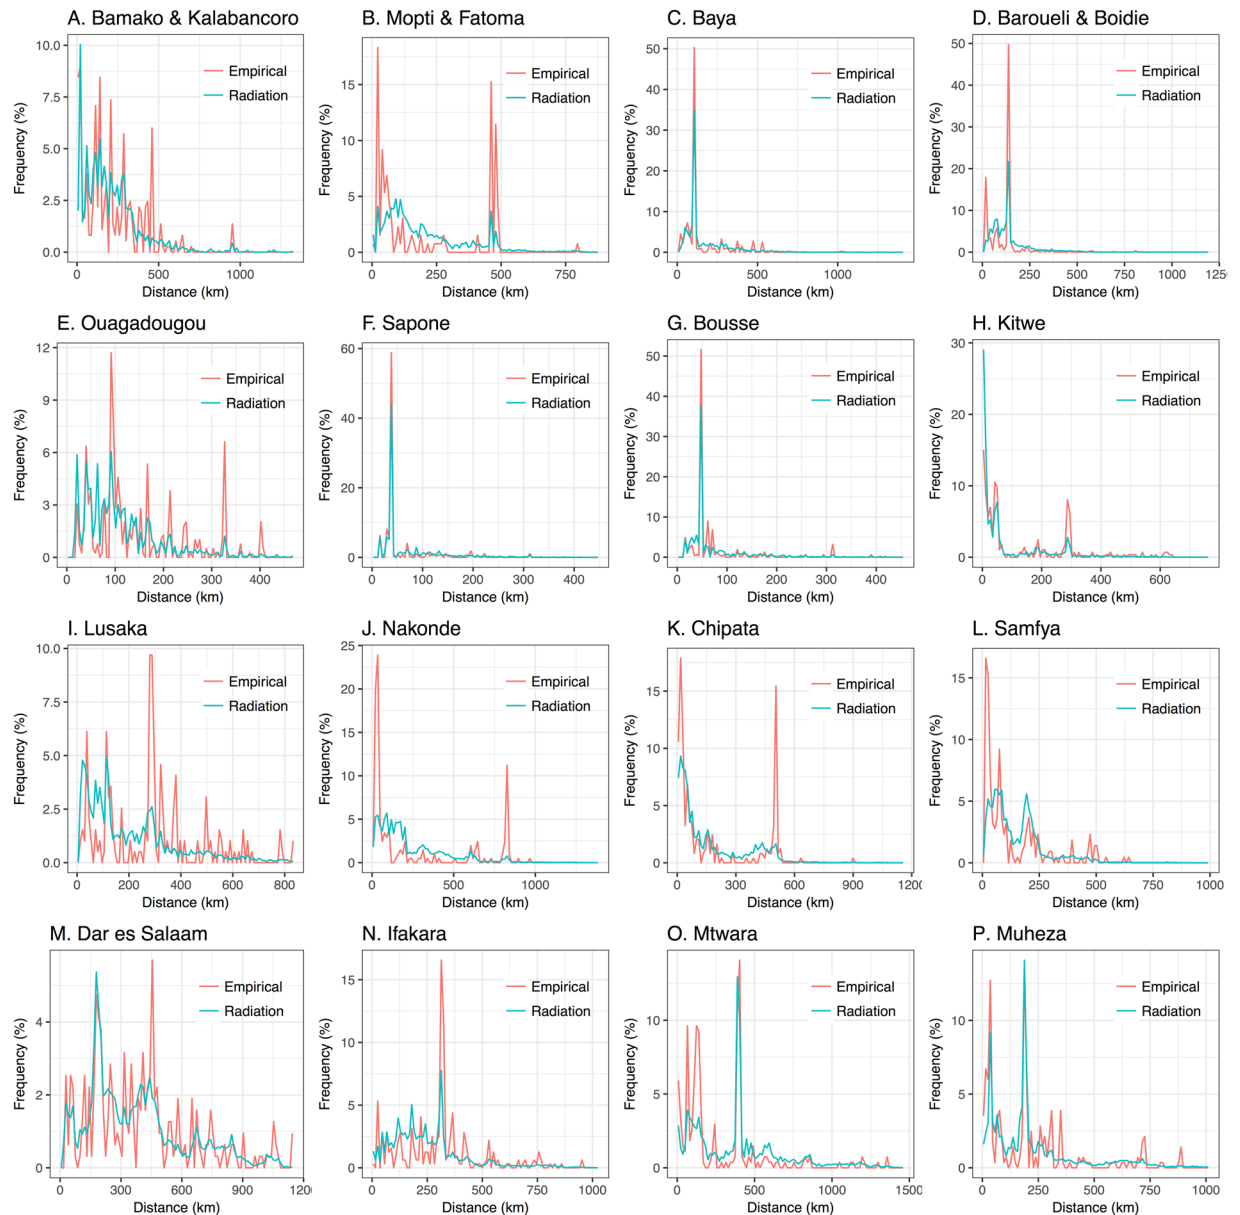 A. Bamako & Kalabancoro
B. Mopti & Fatoma
C. Baya
D. Baroueli & Boidie
Frequency (%)
10.0
7.5
5.0
2.5
0.0
Empirical
Radiation
0
500
1000
Distance (km)
Frequency (%)
15
10
5
0
Empirical
Radiation
0
250
500
750
Distance (km)
Frequency (%)
50
40
30
20
10
0
Empirical
Radiation
0
500
1000
Distance (km)
Frequency (%)
50
40
30
20
10
0
Empirical
Radiation
0
250
500
750
1000
125
Distance (km)
E. Ouagadougou
F. Sapone
G. Bousse
H. Kitwe
Frequency (%)
12
9
6
3
0
Empirical
Radiation
0
100
200
300
400
Distance (km)
Frequency (%)
60
40
20
0
Empirical
Radiation
0
100
200
300
400
Distance (km)
Frequency (%)
50
40
30
20
10
0
Empirical
Radiation
0
100
200
300
400
Distance (km)
Frequency (%)
30
20
10
0
Empirical
Radiation
0
200
400
600
Distance (km)
I. Lusaka
J. Nakonde
K. Chipata
L. Samfya
Frequency (%)
10.0
7.5
5.0
2.5
0.0
Empirical
Radiation
0
200
400
600
800
Distance (km)
Frequency (%)
25
20
15
10
5
0
Empirical
Radiation
0
500
1000
Distance (km)
Frequency (%)
15
10
5
0
Empirical
Radiation
0
300
600
900
120
Distance (km)
Frequency (%)
15
10
5
0
Empirical
Radiation
0
250
500
750
1000
Distance (km)
M. Dar es Salaam
N. Ifakara
O. Mtwara
P. Muheza
Frequency (%)
4
2
0
Empirical
Radiation
0
300
600
900
120
Distance (km)
Frequency (%)
15
10
5
0
Empirical
Radiation
0
250
500
750
1000
Distance (km)
Frequency (%)
10
5
0
Empirical
Radiation
0
500
1000
1500
Distance (km)
Frequency (%)
10
5
0
Empirical
Radiation
0
250
500
750
1000
Distance (km)